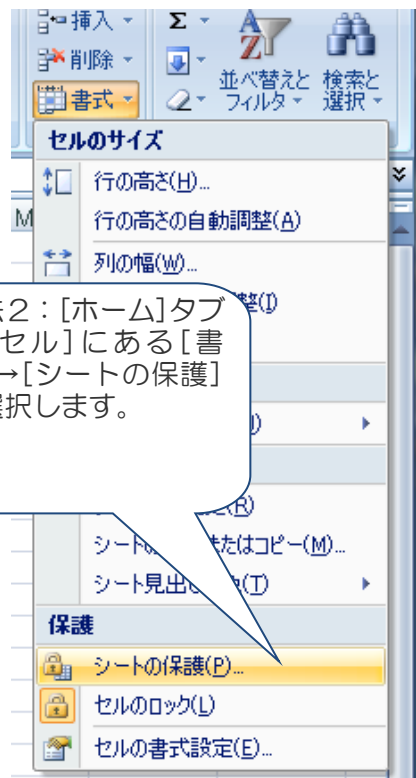 挿入
Σ
削除
書式
並べ替えと
フィルタ
検索と
選択
セルのサイズ
行の高さ(H)...
行の高さの自動調整(A)
M
列の幅(W)...
整(I)
２：[ホーム]タブ
セル]にある[書
→[シートの保護]
選択します。
(R)
シートの
たはコピー(M)...
シート見出し
(T)
保護
シートの保護(P)...
セルのロック(L)
セルの書式設定(E)...